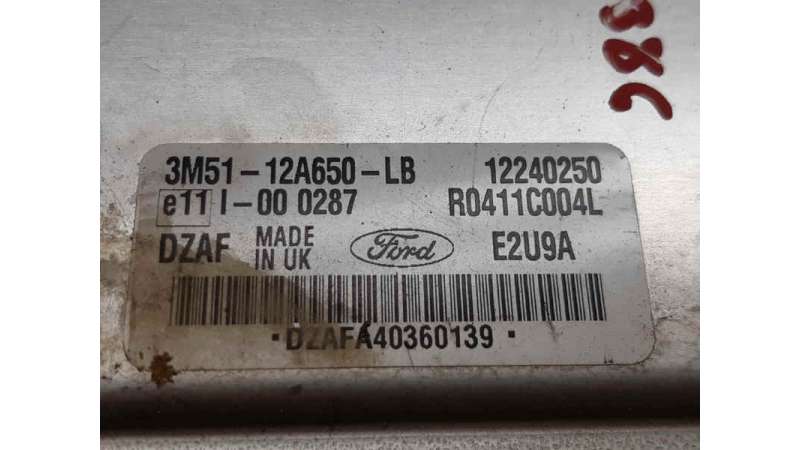 3M51-12A650-LB 12240250
e11 I-00 0287 R0411C004L
DZAF MADE IN UK Ford E2U9A
·DZAFA40360139·